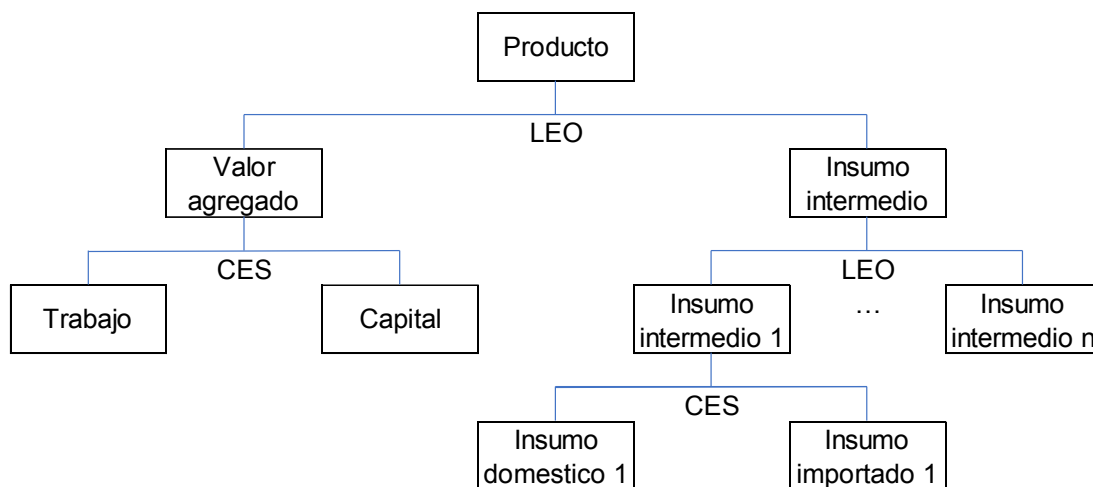 Producto
LEO
Valor
agregado
Insumo
intermedio
CES
LEO
Trabajo
Capital
Insumo
intermedio 1
…
Insumo
intermedio n
CES
Insumo
domestico 1
Insumo
importado 1